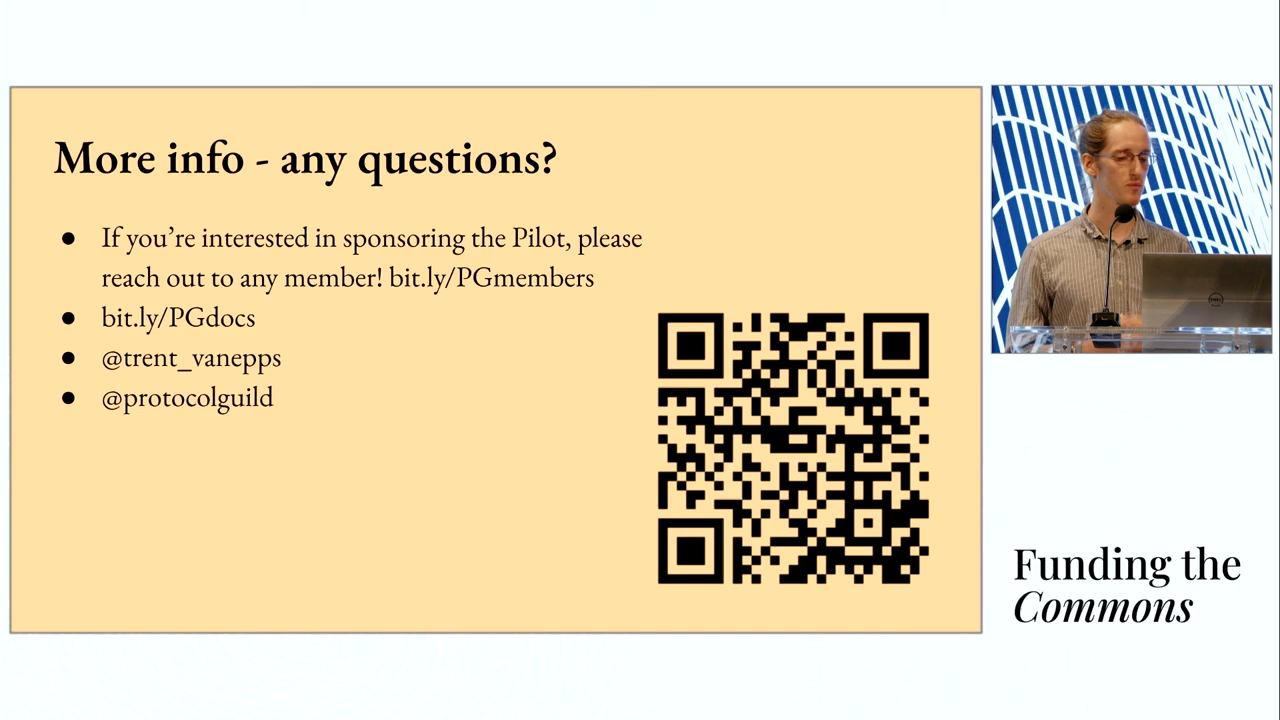 More info - any questions?
● If you’re interested in sponsoring the Pilot, please
reach out to any member! bit.ly/PGmembers
● bit.ly/PGdocs
● @trent_vanepps
● @protocolguild
DELL
Funding the
Commons